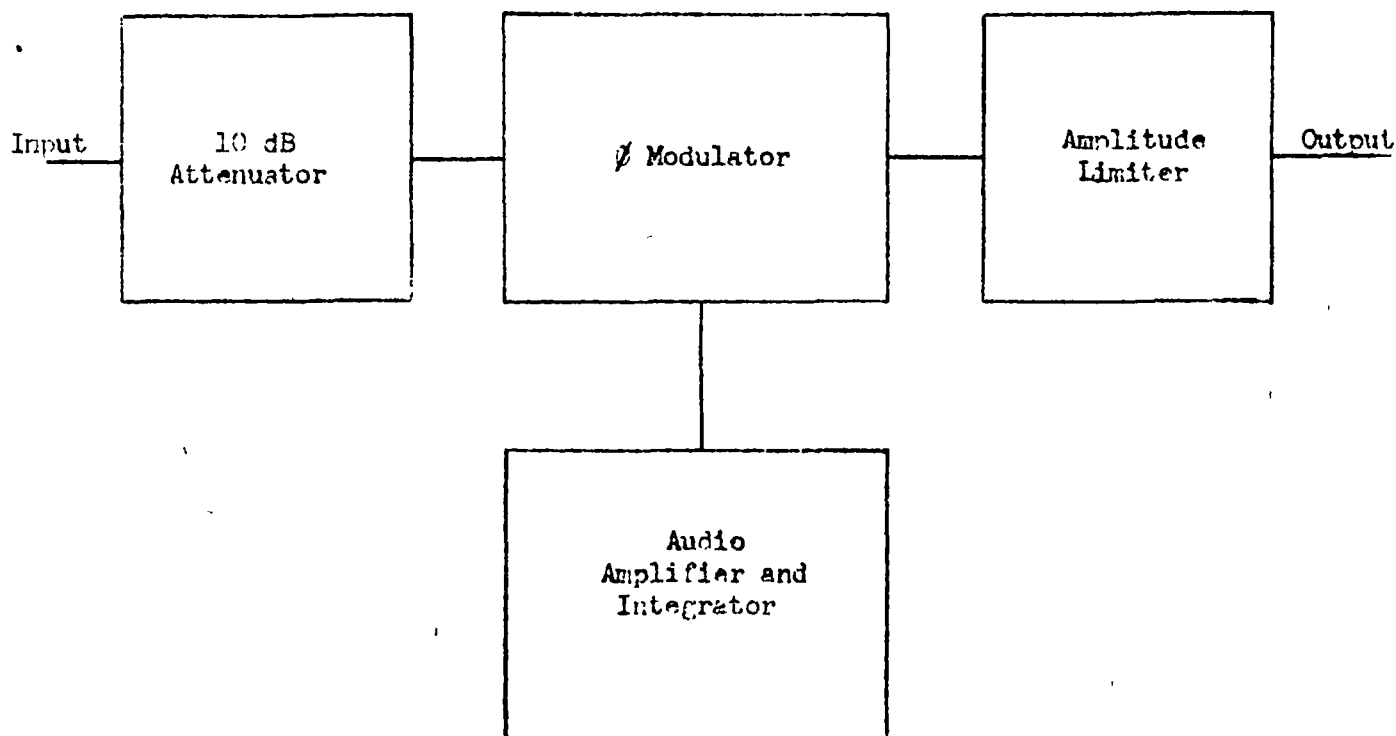 Input
10 dB
Attenuator
Ø Modulator
Amplitude
Limiter
Output
Audio
Amplifier and
Integrator